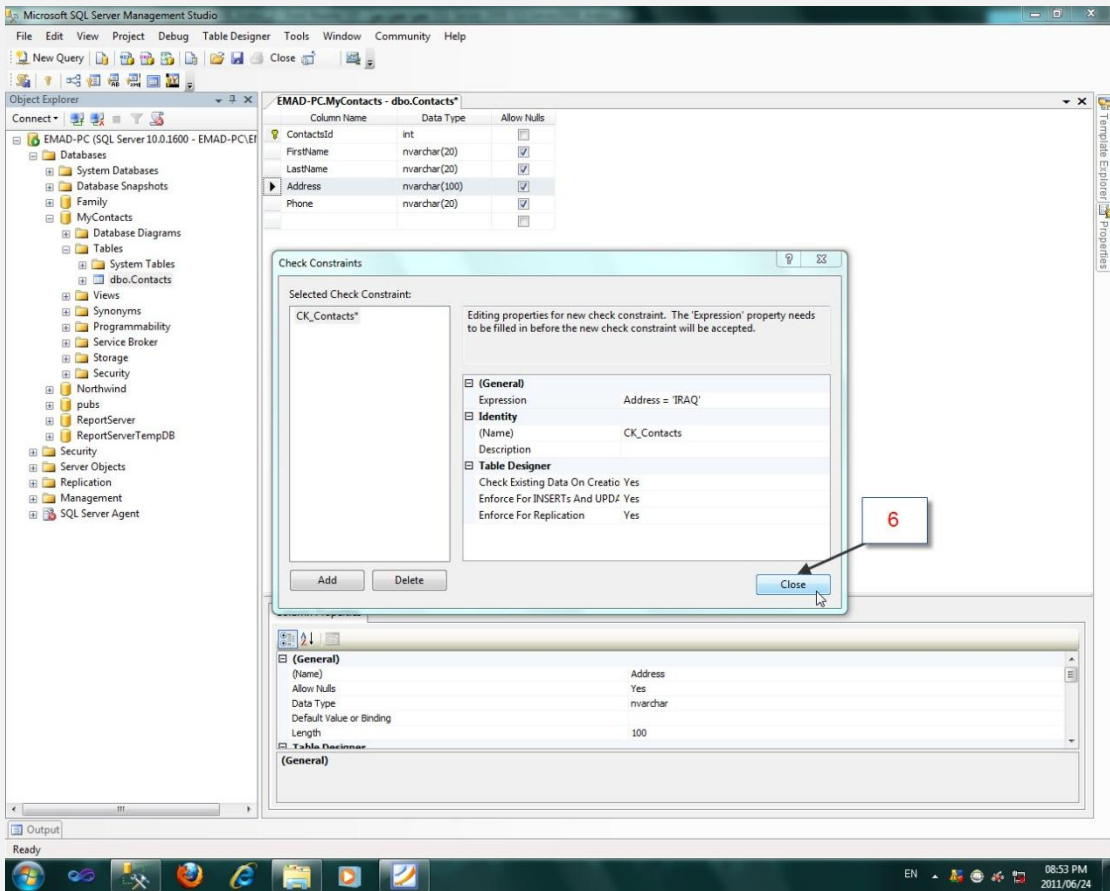 Microsoft SQL Server Management Studio
File Edit View Project Debug Table Designer Tools Window Community Help
New Query Close
Object Explorer
Connect
EMAD-PC (SQL Server 10.0.1600 - EMAD-PC\E
Databases
System Databases
Database Snapshots
Family
MyContacts
Database Diagrams
Tables
System Tables
dbo.Contacts
Views
Synonyms
Programmability
Service Broker
Storage
Security
Northwind
pubs
ReportServer
ReportServerTempDB
Security
Server Objects
Replication
Management
SQL Server Agent
EMAD-PC.MyContacts - dbo.Contacts*
Column Name Data Type Allow Nulls
ContactsId int
FirstName nvarchar(20)
LastName nvarchar(20)
Address nvarchar(100)
Phone nvarchar(20)
Check Constraints
Selected Check Constraint:
CK_Contacts*
Editing properties for new check constraint. The 'Expression' property needs
to be filled in before the new check constraint will be accepted.
(General)
Expression Address = 'IRAQ'
Identity
(Name) CK_Contacts
Description
Table Designer
Check Existing Data On Creatio Yes
Enforce For INSERTs And UPDA Yes
Enforce For Replication Yes
Add Delete Close
6
(General)
(Name) Address
Allow Nulls Yes
Data Type nvarchar
Default Value or Binding
Length 100
Table Designer
(General)
Template Explorer
Properties
Output
Ready
EN 08:53 PM
2011/06/24